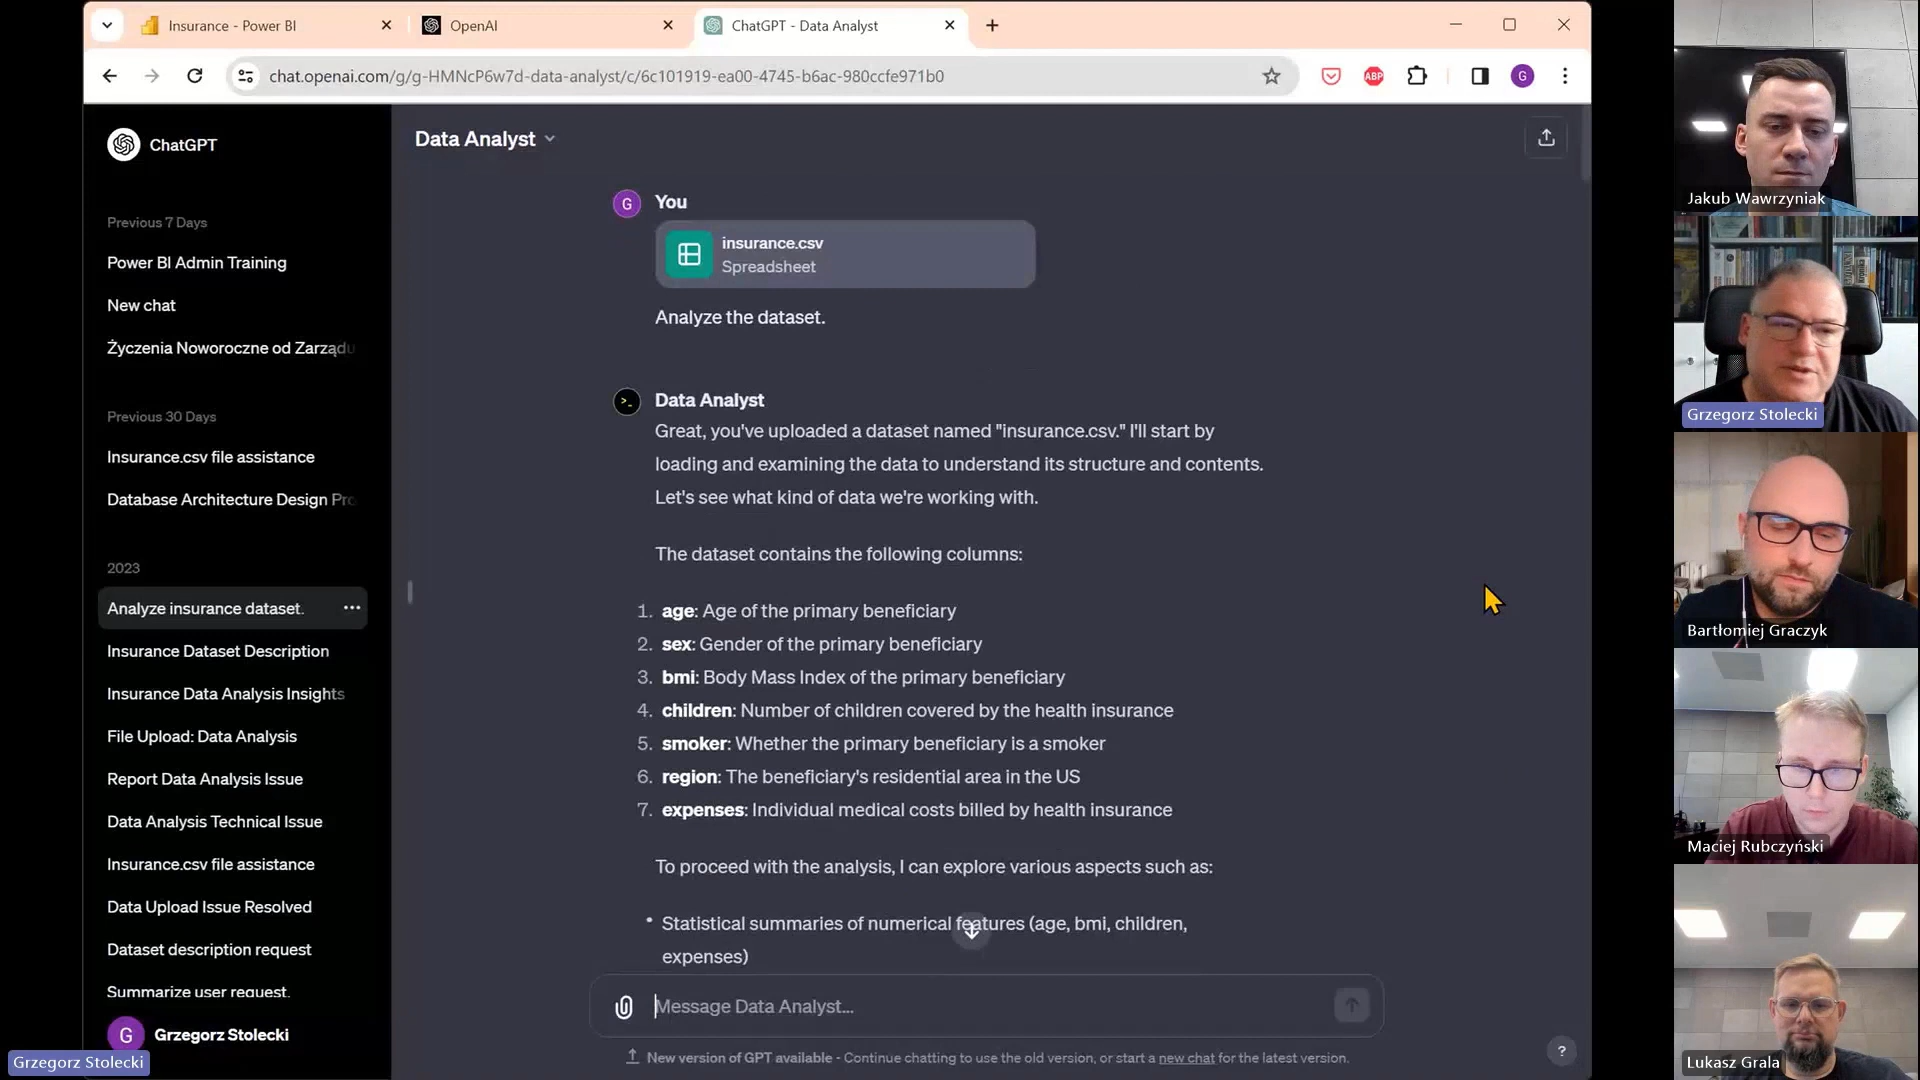 Insurance - Power BI
OpenAI
ChatGPT - Data Analyst
chat.openai.com/g/g-HMNcP6w7d-data-analyst/c/6c101919-ea00-4745-b6ac-980ccfe971b0
ABP
G
ChatGPT
Previous 7 Days
Power BI Admin Training
New chat
Życzenia Noworoczne od Zarządu
Previous 30 Days
Insurance.csv file assistance
Database Architecture Design Pro
2023
Analyze insurance dataset.
Insurance Dataset Description
Insurance Data Analysis Insights
File Upload: Data Analysis
Report Data Analysis Issue
Data Analysis Technical Issue
Insurance.csv file assistance
Data Upload Issue Resolved
Dataset description request
Summarize user request.
G
Grzegorz Stolecki
Grzegorz Stolecki
Data Analyst
G
You
insurance.csv
Spreadsheet
Analyze the dataset.
>_
Data Analyst
Great, you've uploaded a dataset named "insurance.csv." I'll start by
loading and examining the data to understand its structure and contents.
Let's see what kind of data we're working with.
The dataset contains the following columns:
1. age: Age of the primary beneficiary
2. sex: Gender of the primary beneficiary
3. bmi: Body Mass Index of the primary beneficiary
4. children: Number of children covered by the health insurance
5. smoker: Whether the primary beneficiary is a smoker
6. region: The beneficiary's residential area in the US
7. expenses: Individual medical costs billed by health insurance
To proceed with the analysis, I can explore various aspects such as:
• Statistical summaries of numerical features (age, bmi, children,
expenses)
Message Data Analyst...
New version of GPT available - Continue chatting to use the old version, or start a new chat for the latest version.
?
Jakub Wawrzyniak
Grzegorz Stolecki
Bartłomiej Graczyk
Maciej Rubczyński
Lukasz Grala